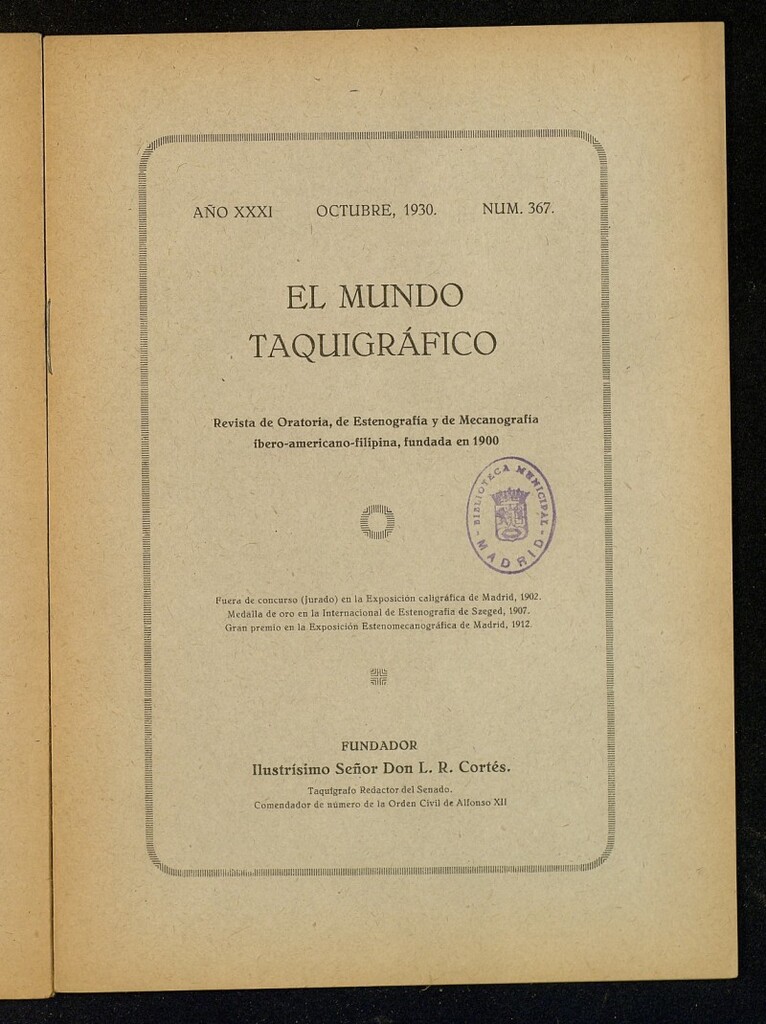 AÑO XXXI OCTUBRE, 1930. NUM. 367.
EL MUNDO
TAQUIGRÁFICO
Revista de Oratoria, de Estenografía y de Mecanografía
ibero-americano-filipina, fundada en 1900
BIBLIOTECA MUNICIPAL
- MADRID -
Fuera de concurso (Jurado) en la Exposición caligráfica de Madrid, 1902.
Medalla de oro en la Internacional de Estenografía de Szeged, 1907.
Gran premio en la Exposición Estenomecanográfica de Madrid, 1912.
FUNDADOR
Ilustrísimo Señor Don L. R. Cortés.
Taquígrafo Redactor del Senado.
Comendador de número de la Orden Civil de Alfonso XII